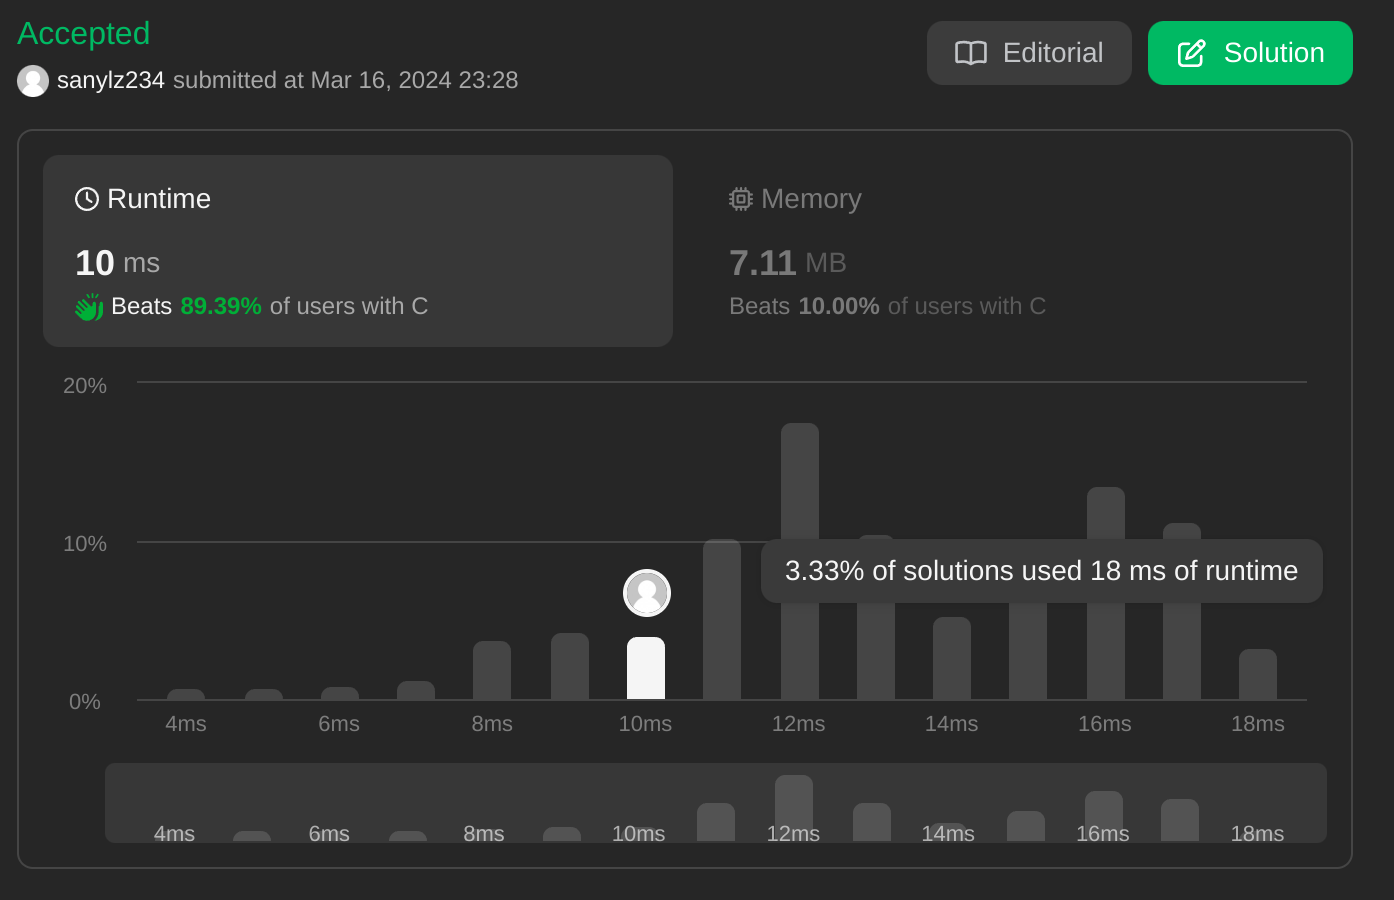 Accepted
sanylz234 submitted at Mar 16, 2024 23:28
Editorial
Solution
Runtime
10 ms
Beats 89.39% of users with C
Memory
7.11 MB
Beats 10.00% of users with C
20%
10%
0%
3.33% of solutions used 18 ms of runtime
4ms 6ms 8ms 10ms 12ms 14ms 16ms 18ms
4ms 6ms 8ms 10ms 12ms 14ms 16ms 18ms